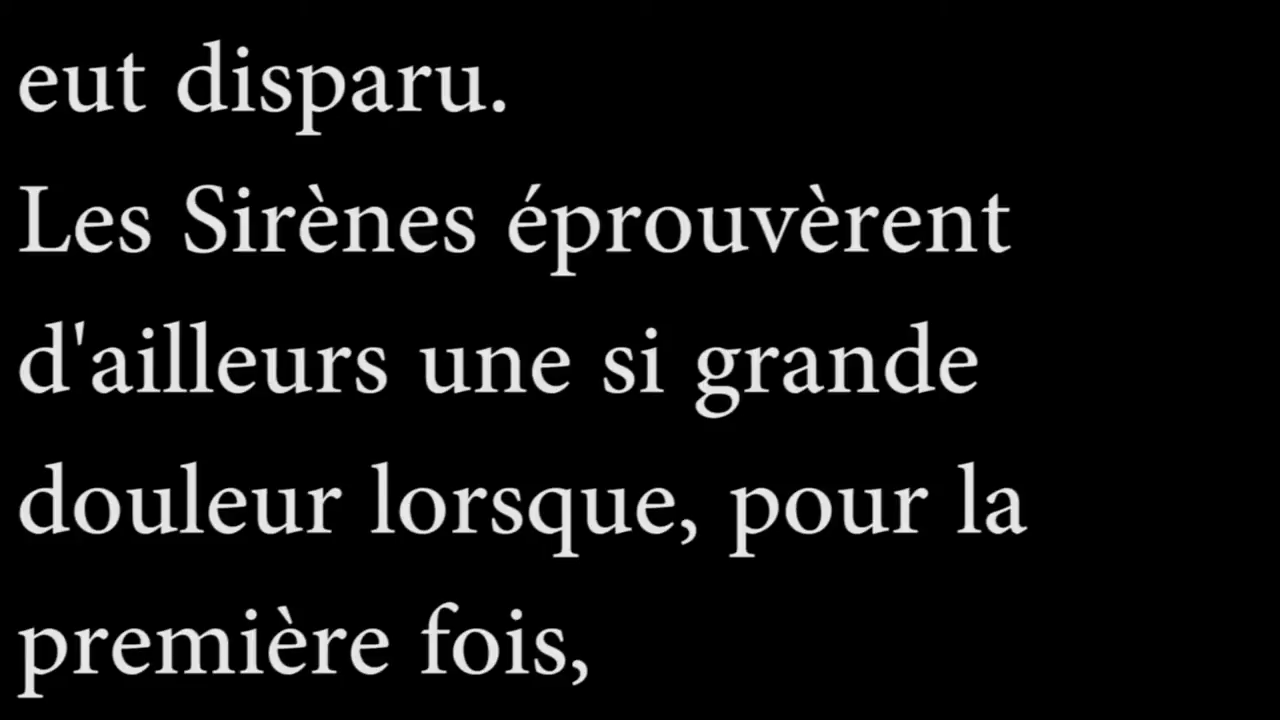 eut disparu.
Les Sirènes éprouvèrent
d'ailleurs une si grande
douleur lorsque, pour la
première fois,